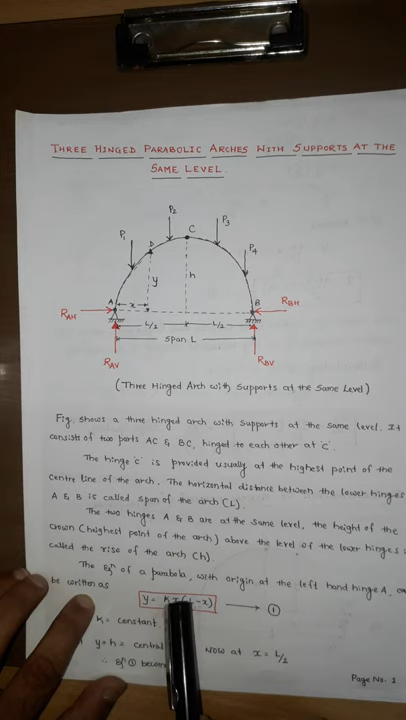 THREE HINGED PARABOLIC ARCHES WITH SUPPORTS AT THE
SAME LEVEL.
P1
P2
C
P3
D
P4
y
h
A
x
B
RAH
RBH
L/2
L/2
Span L
RAV
RBV
(Three Hinged Arch with Supports at the Same Level)
Fig. shows a three hinged arch with supports at the same level. It
consists of two parts AC & BC, hinged to each other at 'c'.
The hinge 'c' is provided usually at the highest point of the
centre line of the arch. The horizontal distance between the lower hinges
A & B is called span of the arch (L).
The two hinges A & B are at the same level, the height of the
crown (highest point of the arch) above the level of the lower hinges
called the rise of the arch (h).
The Eqn of a parabola, with origin at the left hand hinge A,
be written as
y = Kx(L-x) → ①
K = constant.
y = h = central Now at x = L/2
∴ Eqn ①
Page No. 1